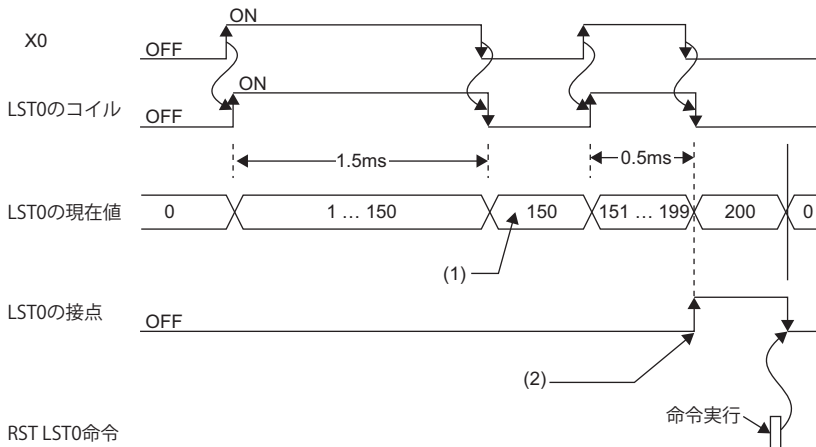 ON
X0
OFF
ON
LST0のコイル
OFF
1.5ms
0.5ms
LST0の現在値
0
1 … 150
150
151 … 199
200
0
(1)
LST0の接点
OFF
(2)
命令実行
RST LST0命令